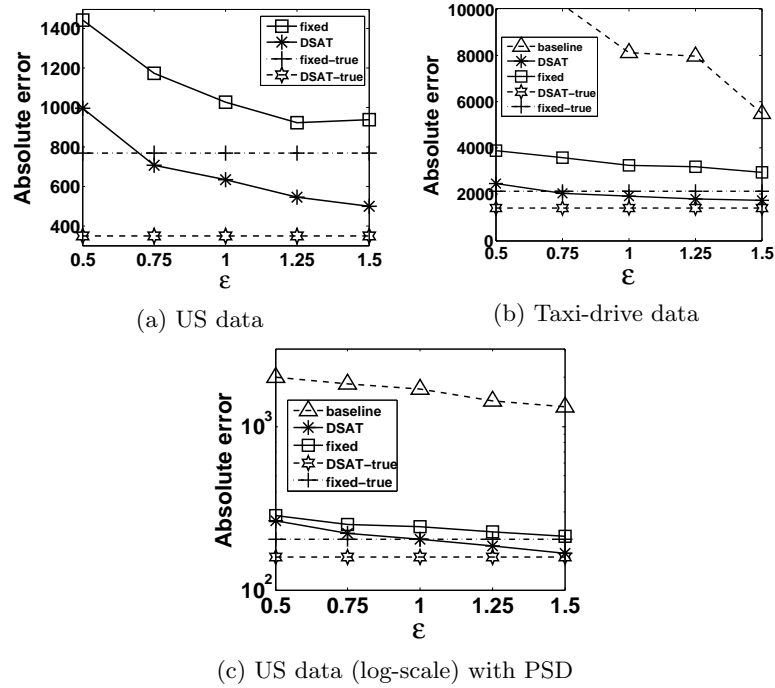 1400
1200
1000
800
600
400
Absolute error
fixed
DSAT
fixed-true
DSAT-true
0.5 0.75 1 1.25 1.5
ε
(a) US data
10000
8000
6000
4000
2000
0
Absolute error
baseline
DSAT
fixed
DSAT-true
fixed-true
0.5 0.75 1 1.25 1.5
ε
(b) Taxi-drive data
10^3
10^2
Absolute error
baseline
DSAT
fixed
DSAT-true
fixed-true
0.5 0.75 1 1.25 1.5
ε
(c) US data (log-scale) with PSD